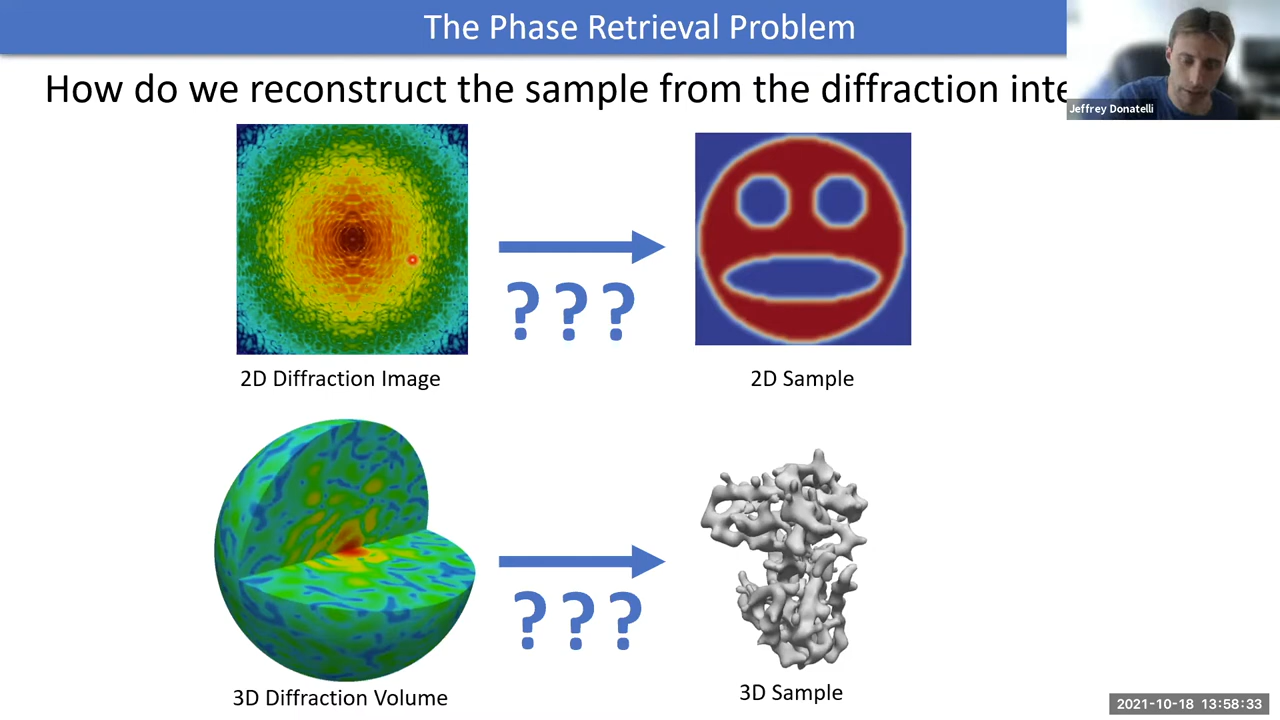 The Phase Retrieval Problem
How do we reconstruct the sample from the diffraction inte
Jeffrey Donatelli
? ? ?
2D Diffraction Image
2D Sample
? ? ?
3D Diffraction Volume
3D Sample
2021-10-18 13:58:33